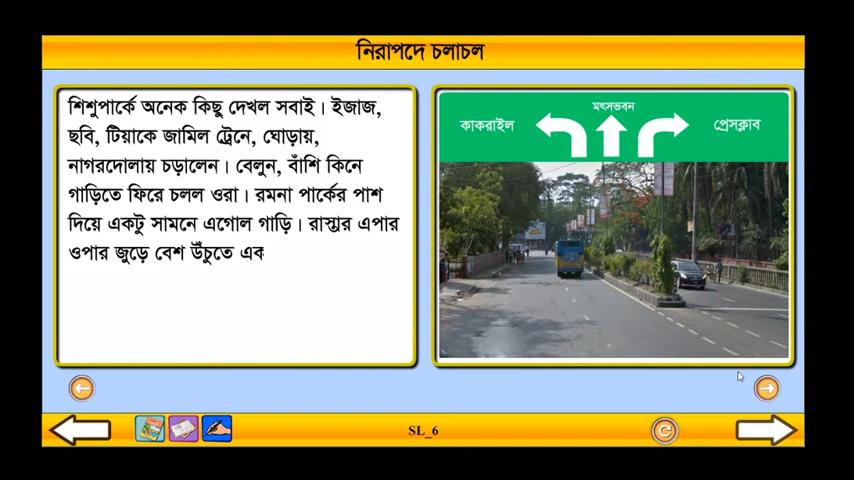 নিরাপদে চলাচল
শিশুপার্কে অনেক কিছু দেখল সবাই। ইজাজ,
ছবি, টিয়াকে জামিল ট্রেনে, ঘোড়ায়,
নাগরদোলায় চড়ালেন। বেলুন, বাঁশি কিনে
গাড়িতে ফিরে চলল ওরা। রমনা পার্কের পাশ
দিয়ে একটু সামনে এগোল গাড়ি। রাস্তার এপার
ওপার জুড়ে বেশ উঁচুতে এক
মৎসভবন
কাকরাইল
প্রেসক্লাব
SL_6